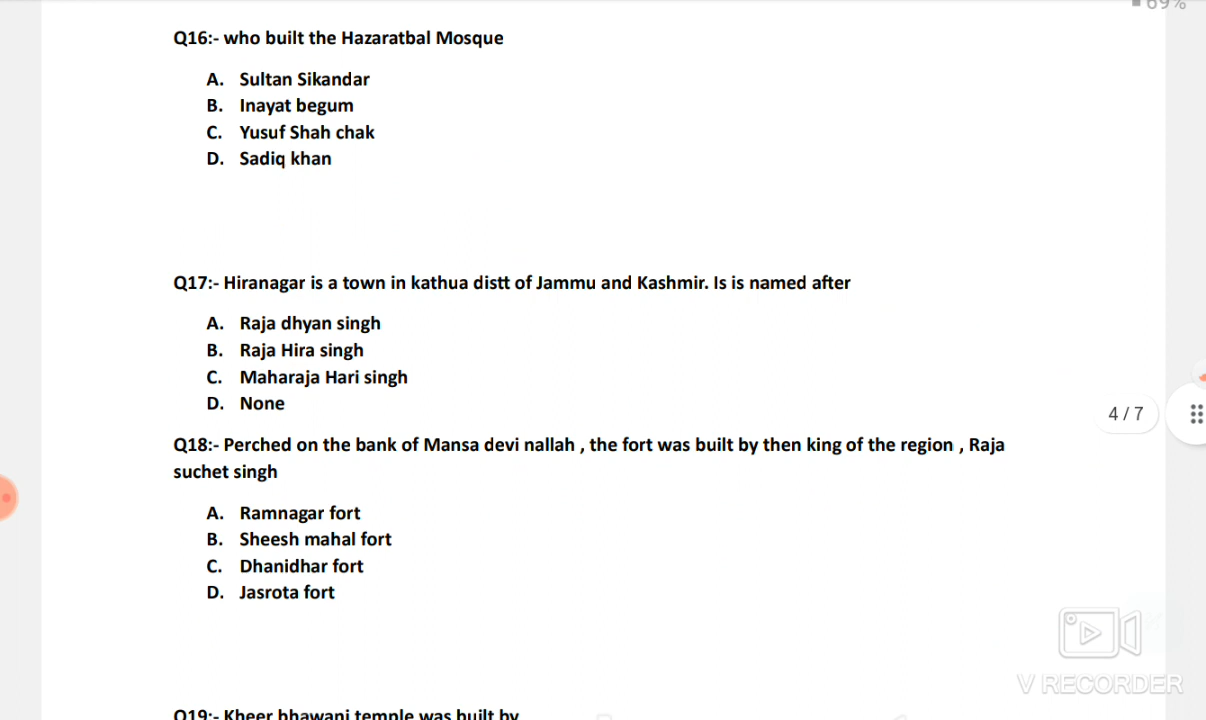 69%
Q16:- who built the Hazaratbal Mosque
A. Sultan Sikandar
B. Inayat begum
C. Yusuf Shah chak
D. Sadiq khan
Q17:- Hiranagar is a town in kathua distt of Jammu and Kashmir. Is is named after
A. Raja dhyan singh
B. Raja Hira singh
C. Maharaja Hari singh
D. None
4 / 7
Q18:- Perched on the bank of Mansa devi nallah , the fort was built by then king of the region , Raja
suchet singh
A. Ramnagar fort
B. Sheesh mahal fort
C. Dhanidhar fort
D. Jasrota fort
V RECORDER
Q19:- Kheer bhawani temple was built by